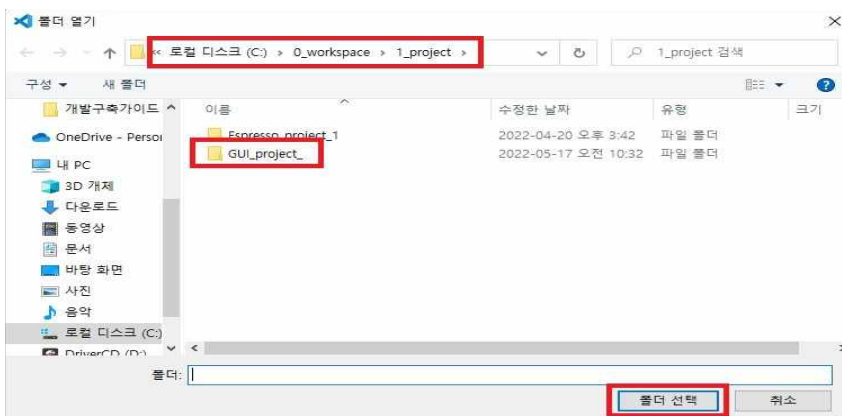 폴더 열기
« 로컬 디스크 (C:) › 0_workspace › 1_project ›
1_project 검색
구성 새 폴더
이름 수정한 날짜 유형 크기
개발구축가이드
OneDrive - Person
내 PC
3D 개체
다운로드
동영상
문서
바탕 화면
사진
음악
로컬 디스크 (C:)
DriverCD (D:)
Espresso_project_1 2022-04-20 오후 3:42 파일 폴더
GUI_project_ 2022-05-17 오전 10:32 파일 폴더
폴더:
폴더 선택 취소